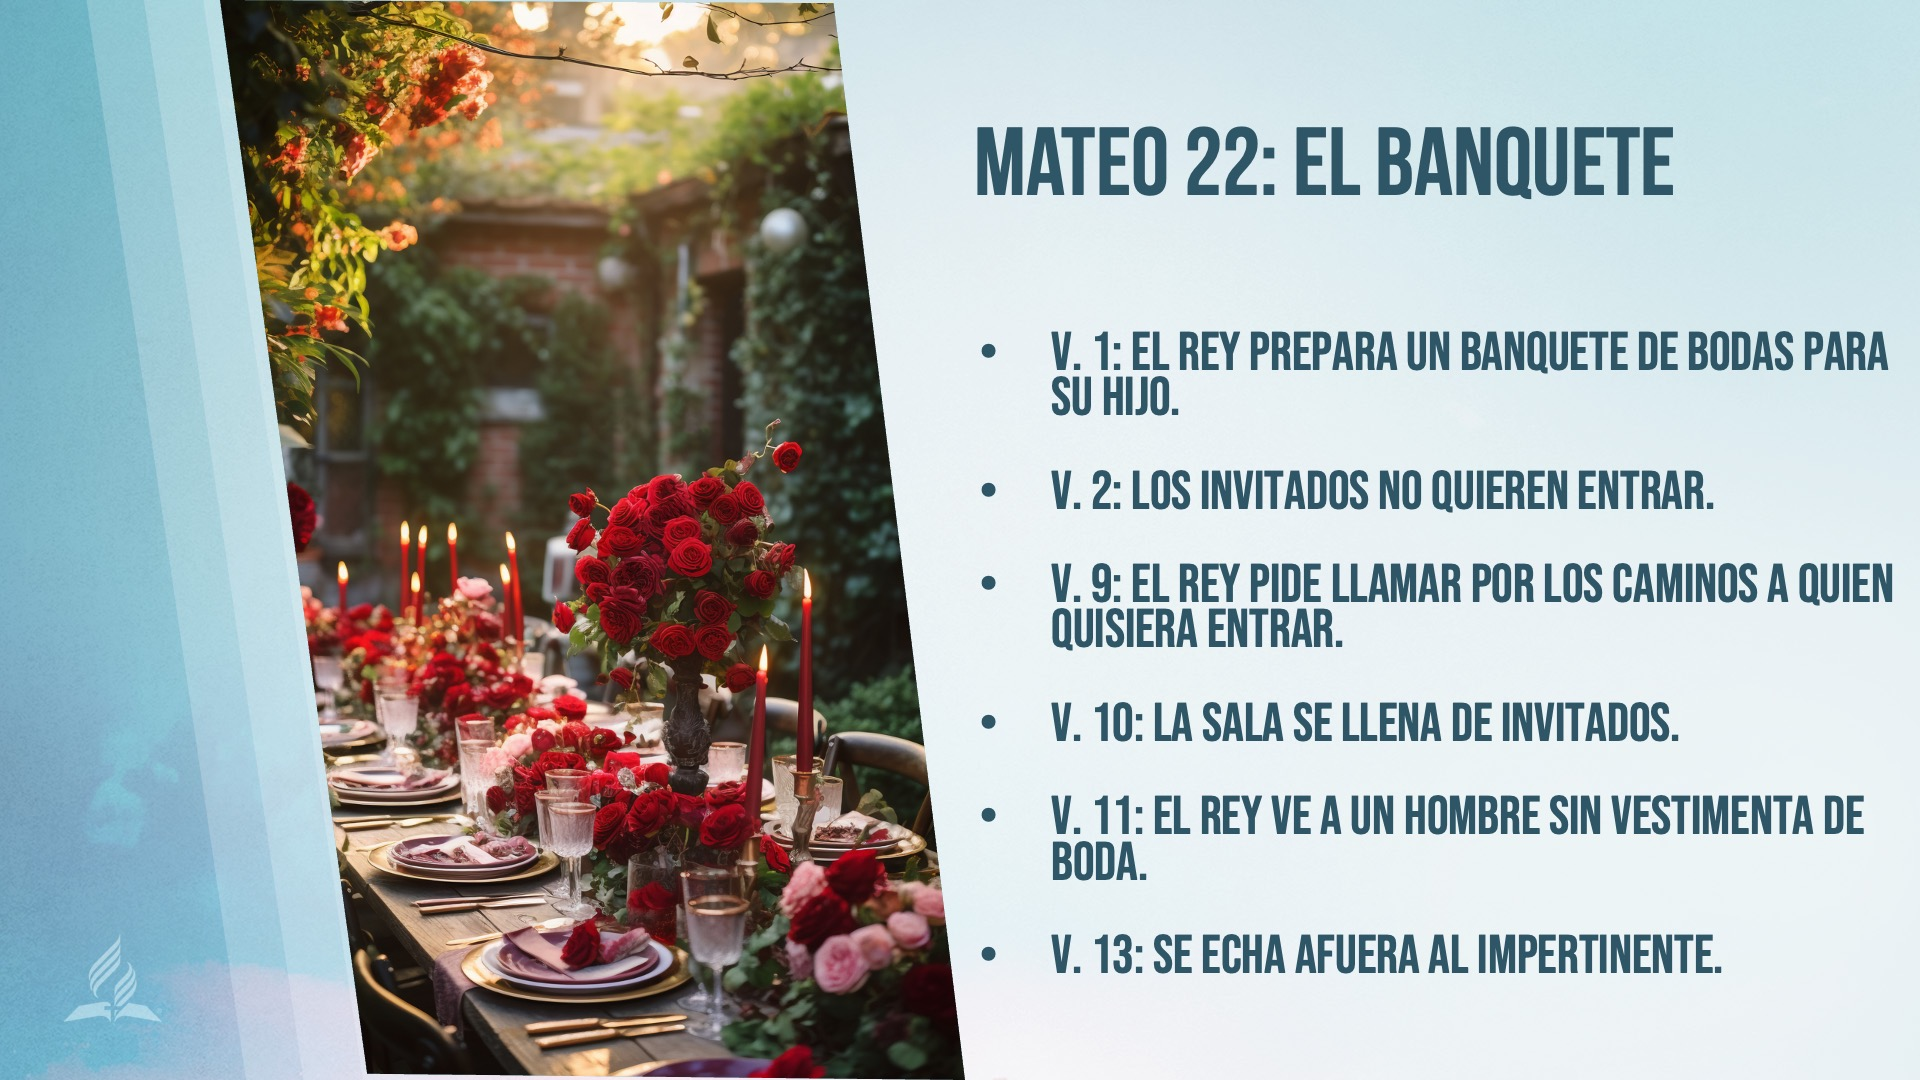 MATEO 22: EL BANQUETE
• V. 1: EL REY PREPARA UN BANQUETE DE BODAS PARA
SU HIJO.
• V. 2: LOS INVITADOS NO QUIEREN ENTRAR.
• V. 9: EL REY PIDE LLAMAR POR LOS CAMINOS A QUIEN
QUISIERA ENTRAR.
• V. 10: LA SALA SE LLENA DE INVITADOS.
• V. 11: EL REY VE A UN HOMBRE SIN VESTIMENTA DE
BODA.
• V. 13: SE ECHA AFUERA AL IMPERTINENTE.